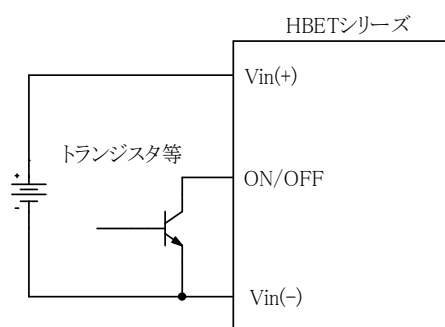 HBETシリーズ
Vin(+)
トランジスタ等
+
ON/OFF
-
Vin(-)